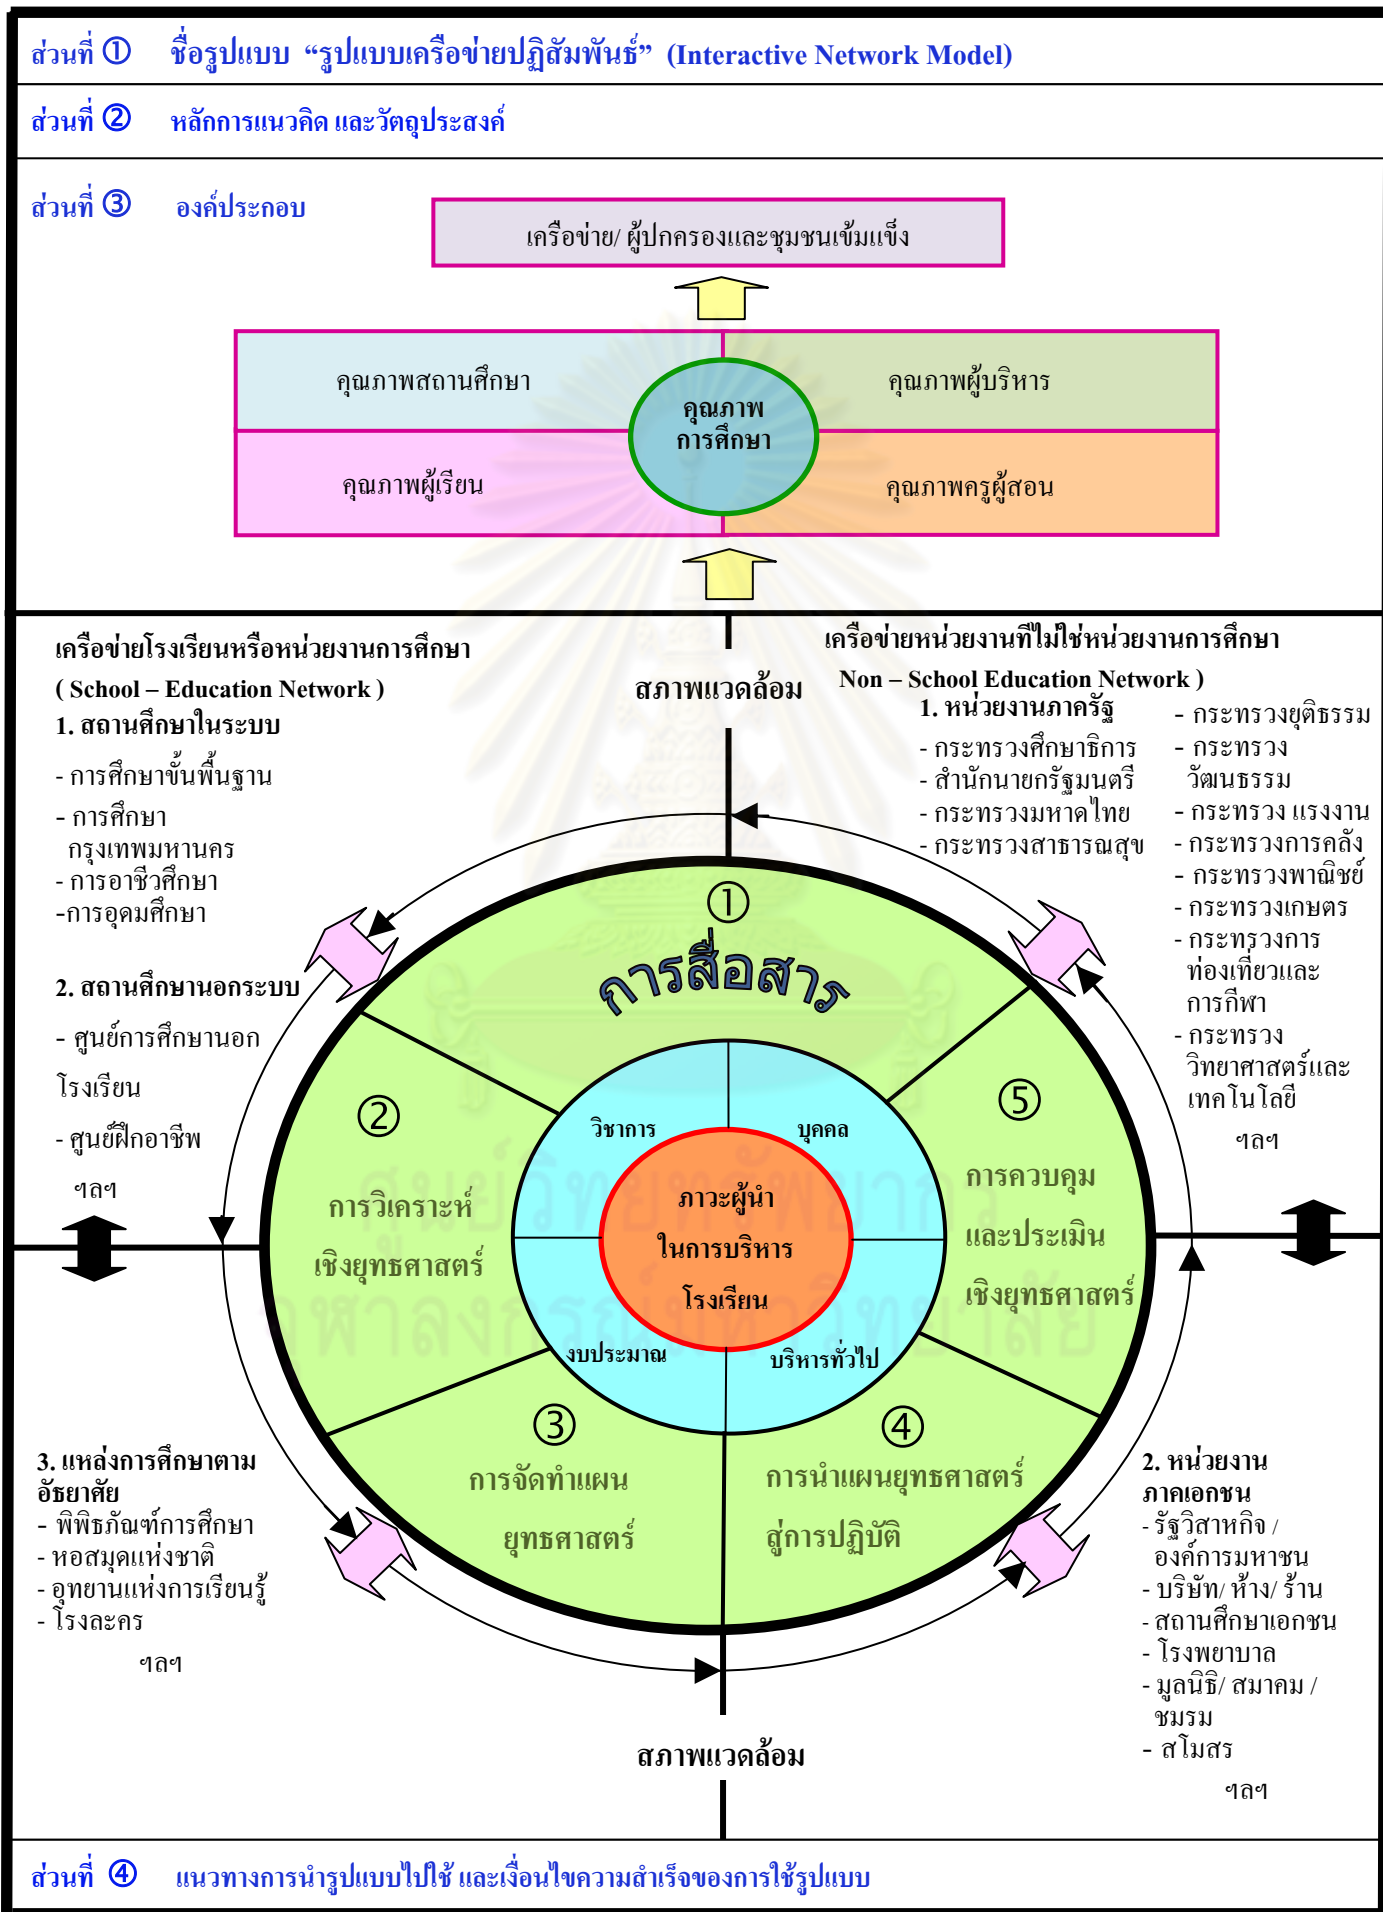 ส่วนที่ ① ชื่อรูปแบบ “รูปแบบเครือข่ายปฏิสัมพันธ์” (Interactive Network Model)
ส่วนที่ ② หลักการแนวคิด และวัตถุประสงค์
ส่วนที่ ③ องค์ประกอบ
เครือข่าย/ ผู้ปกครองและชุมชนเข้มแข็ง
คุณภาพสถานศึกษา
คุณภาพผู้บริหาร
คุณภาพ
การศึกษา
คุณภาพผู้เรียน
คุณภาพครูผู้สอน
เครือข่ายโรงเรียนหรือหน่วยงานการศึกษา
( School – Education Network )
1. สถานศึกษาในระบบ
- การศึกษาขั้นพื้นฐาน
- การศึกษา
กรุงเทพมหานคร
- การอาชีวศึกษา
-การอุดมศึกษา
2. สถานศึกษานอกระบบ
- ศูนย์การศึกษานอก
โรงเรียน
- ศูนย์ฝึกอาชีพ
ฯลฯ
สภาพแวดล้อม
เครือข่ายหน่วยงานที่ไม่ใช่หน่วยงานการศึกษา
Non – School Education Network )
1. หน่วยงานภาครัฐ
- กระทรวงศึกษาธิการ
- สำนักนายกรัฐมนตรี
- กระทรวงมหาดไทย
- กระทรวงสาธารณสุข
- กระทรวงยุติธรรม
- กระทรวง
วัฒนธรรม
- กระทรวง แรงงาน
- กระทรวงการคลัง
- กระทรวงพาณิชย์
- กระทรวงเกษตร
- กระทรวงการ
ท่องเที่ยวและ
การกีฬา
- กระทรวง
วิทยาศาสตร์และ
เทคโนโลยี
ฯลฯ
①
การสื่อสาร
②
การวิเคราะห์
เชิงยุทธศาสตร์
⑤
การควบคุม
และประเมิน
เชิงยุทธศาสตร์
วิชาการ
บุคคล
ภาวะผู้นำ
ในการบริหาร
โรงเรียน
งบประมาณ
บริหารทั่วไป
③
การจัดทำแผน
ยุทธศาสตร์
④
การนำแผนยุทธศาสตร์
สู่การปฏิบัติ
ศูนย์วิทยทรัพยากร
จุฬาลงกรณ์มหาวิทยาลัย
3. แหล่งการศึกษาตาม
อัธยาศัย
- พิพิธภัณฑ์การศึกษา
- หอสมุดแห่งชาติ
- อุทยานแห่งการเรียนรู้
- โรงละคร
ฯลฯ
2. หน่วยงาน
ภาคเอกชน
- รัฐวิสาหกิจ /
องค์การมหาชน
- บริษัท/ ห้าง/ ร้าน
- สถานศึกษาเอกชน
- โรงพยาบาล
- มูลนิธิ/ สมาคม /
ชมรม
- สโมสร
ฯลฯ
สภาพแวดล้อม
ส่วนที่ ④ แนวทางการนำรูปแบบไปใช้ และเงื่อนไขความสำเร็จของการใช้รูปแบบ